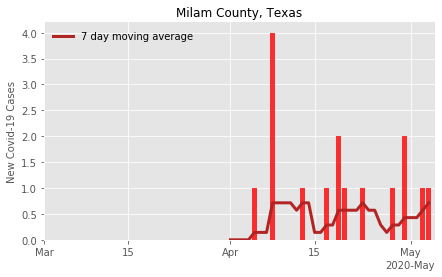 Milam County, Texas
7 day moving average
New Covid-19 Cases
4.0
3.5
3.0
2.5
2.0
1.5
1.0
0.5
0.0
Mar
15
Apr
15
May
2020-May